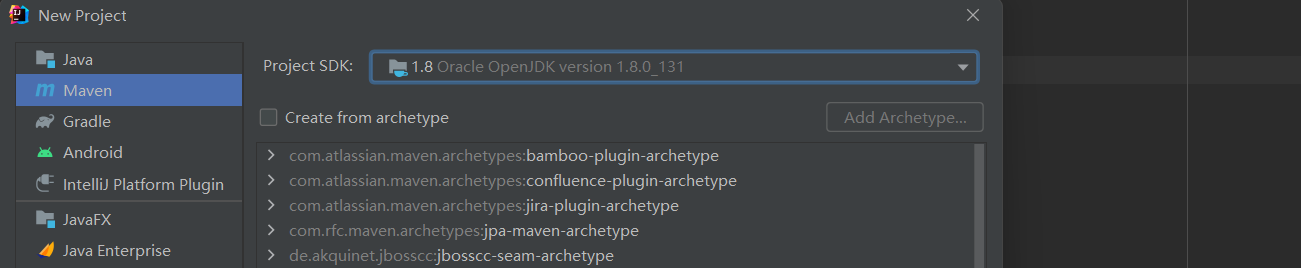 New Project
Java
Maven
Gradle
Android
IntelliJ Platform Plugin
JavaFX
Java Enterprise
Project SDK: 1.8 Oracle OpenJDK version 1.8.0_131
Create from archetype
Add Archetype...
com.atlassian.maven.archetypes:bamboo-plugin-archetype
com.atlassian.maven.archetypes:confluence-plugin-archetype
com.atlassian.maven.archetypes:jira-plugin-archetype
com.rfc.maven.archetypes:jpa-maven-archetype
de.akquinet.jbosscc:jbosscc-seam-archetype